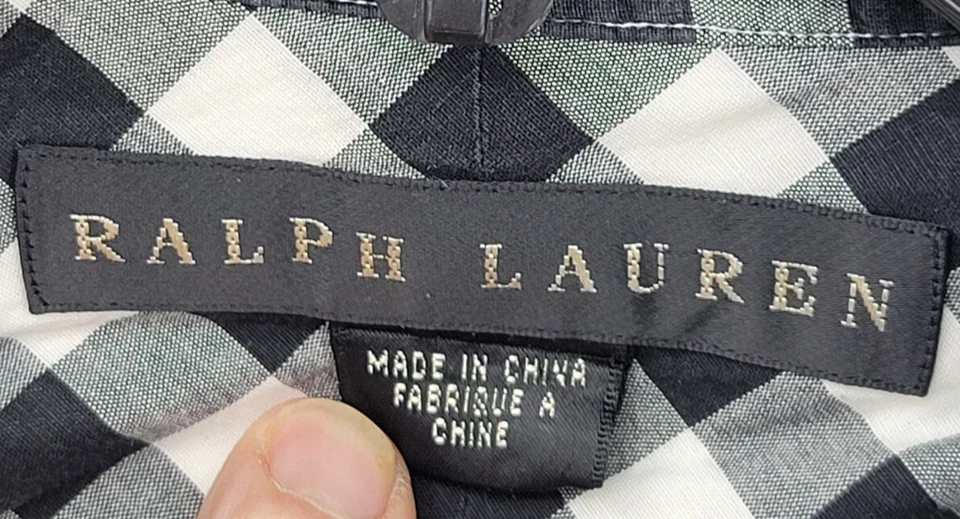 RALPH LAUREN
MADE IN CHINA
FABRIQUE A
CHINE